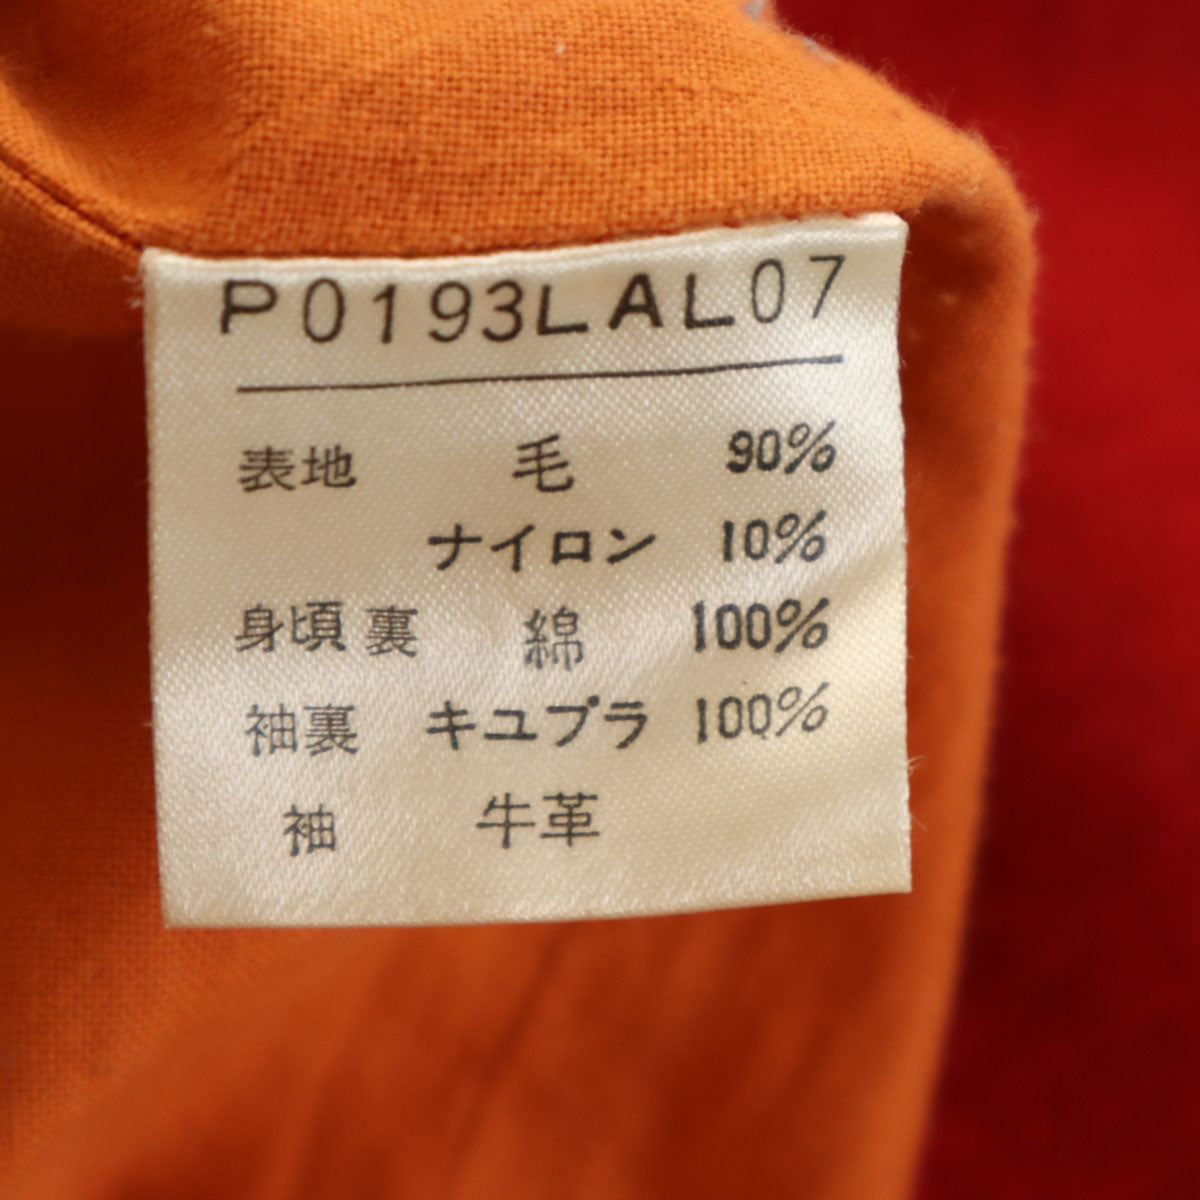 P0193LAL07
表地 毛 90%
ナイロン 10%
身頃裏 綿 100%
袖裏 キユプラ 100%
袖 牛革